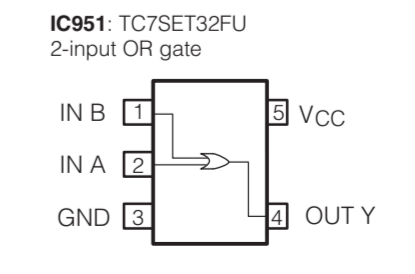 IC951: TC7SET32FU
2-input OR gate
IN B 1 5 VCC
IN A 2
GND 3 4 OUT Y